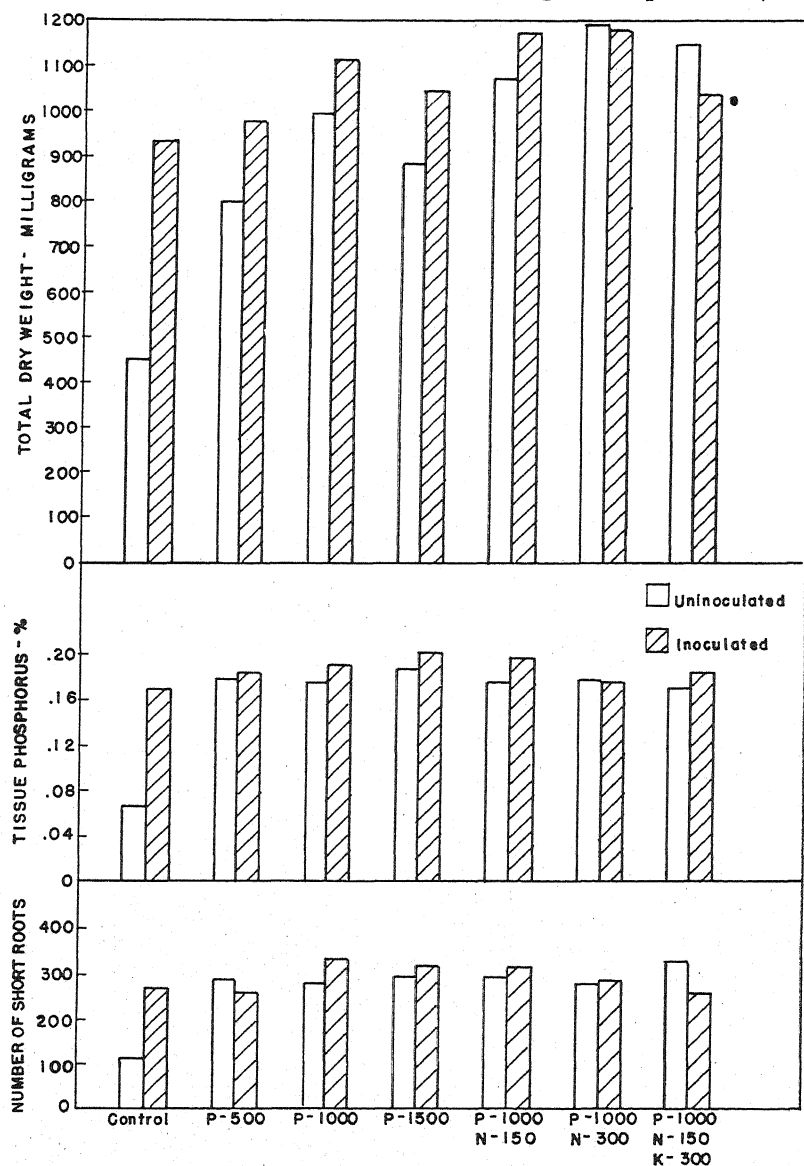 1200
1100
1000
900
800
700
600
500
400
300
200
100
0
TOTAL DRY WEIGHT- MILLIGRAMS
Uninoculated
Inoculated
.20
.16
.12
.08
.04
0
TISSUE PHOSPHORUS - %
400
300
200
100
0
NUMBER OF SHORT ROOTS
Control
P-500
P-1000
P-1500
P-1000
N-150
P-1000
N-300
P-1000
N-150
K-300